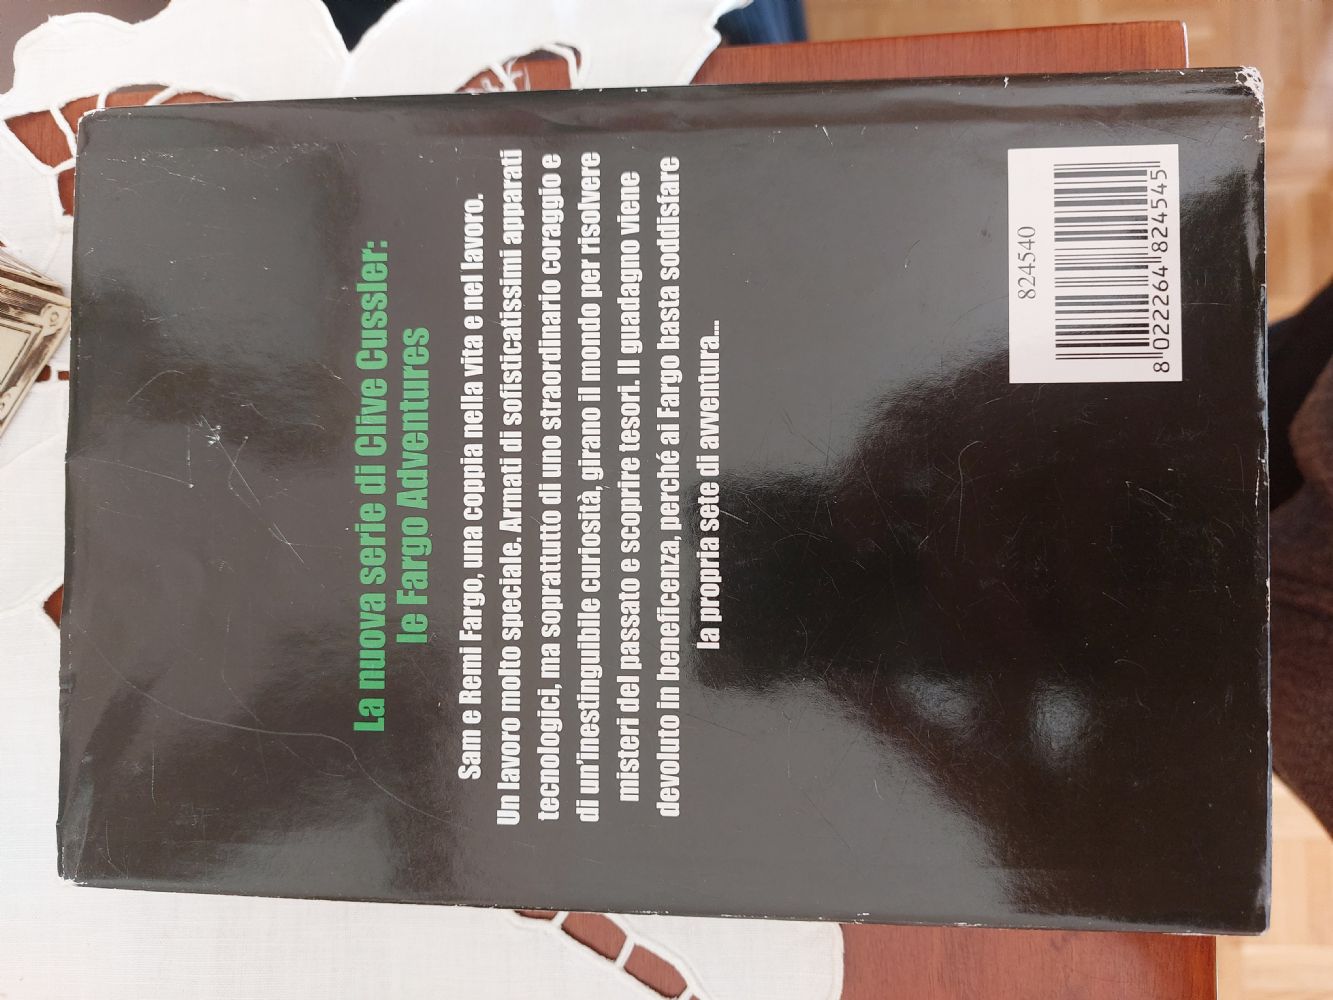 La nuova serie di Clive Cussler:
le Fargo Adventures
Sam e Remi Fargo, una coppia nella vita e nel lavoro.
Un lavoro molto speciale. Armati di sofisticatissimi apparati
tecnologici, ma soprattutto di uno straordinario coraggio e
di un'inestinguibile curiosità, girano il mondo per risolvere
misteri del passato e scoprire tesori. Il guadagno viene
devoluto in beneficenza, perché ai Fargo basta soddisfare
la propria sete di avventura...
824540
8 022264 824545